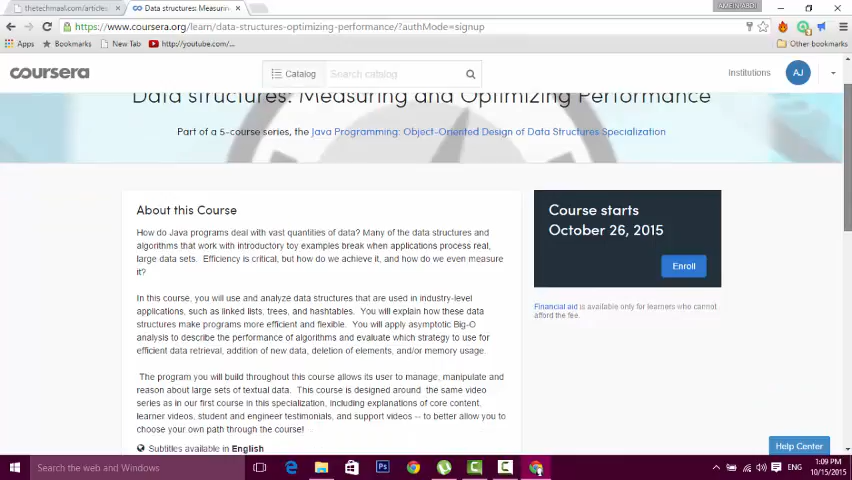 AMEIN ABDI
thetechmaal.com/articles
Data structures: Measurin
https://www.coursera.org/learn/data-structures-optimizing-performance/?authMode=signup
Apps
Bookmarks
New Tab
http://youtube.com/...
Other bookmarks
coursera
Catalog
Search catalog
Institutions
AJ
Data structures: Measuring and Optimizing Performance
Part of a 5-course series, the Java Programming: Object-Oriented Design of Data Structures Specialization
About this Course
How do Java programs deal with vast quantities of data? Many of the data structures and
algorithms that work with introductory toy examples break when applications process real,
large data sets. Efficiency is critical, but how do we achieve it, and how do we even measure
it?
In this course, you will use and analyze data structures that are used in industry-level
applications, such as linked lists, trees, and hashtables. You will explain how these data
structures make programs more efficient and flexible. You will apply asymptotic Big-O
analysis to describe the performance of algorithms and evaluate which strategy to use for
efficient data retrieval, addition of new data, deletion of elements, and/or memory usage.
The program you will build throughout this course allows its user to manage, manipulate and
reason about large sets of textual data. This course is designed around the same video
series as in our first course in this specialization, including explanations of core content,
learner videos, student and engineer testimonials, and support videos -- to better allow you to
choose your own path through the course!
Subtitles available in English
Course starts
October 26, 2015
Enroll
Financial aid is available only for learners who cannot
afford the fee.
Help Center
Search the web and Windows
ENG
1:09 PM
10/15/2015